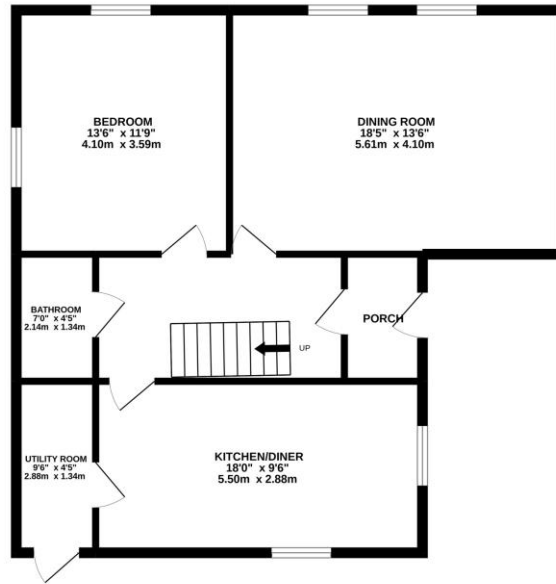 BEDROOM
13'6" x 11'9"
4.10m x 3.59m
DINING ROOM
18'5" x 13'6"
5.61m x 4.10m
BATHROOM
7'0" x 4'5"
2.14m x 1.34m
PORCH
UP
UTILITY ROOM
9'6" x 4'5"
2.88m x 1.34m
KITCHEN/DINER
18'0" x 9'6"
5.50m x 2.88m